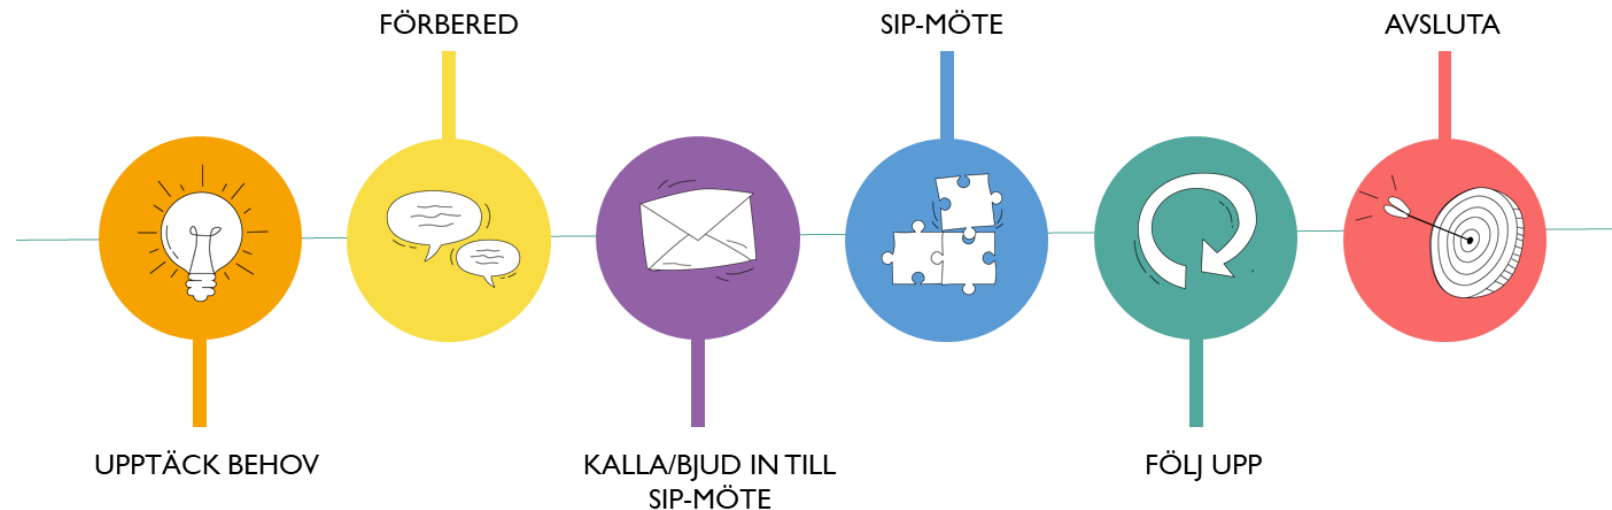 UPPTÄCK BEHOV
FÖRBERED
KALLA/BJUD IN TILL
SIP-MÖTE
SIP-MÖTE
FÖLJ UPP
AVSLUTA